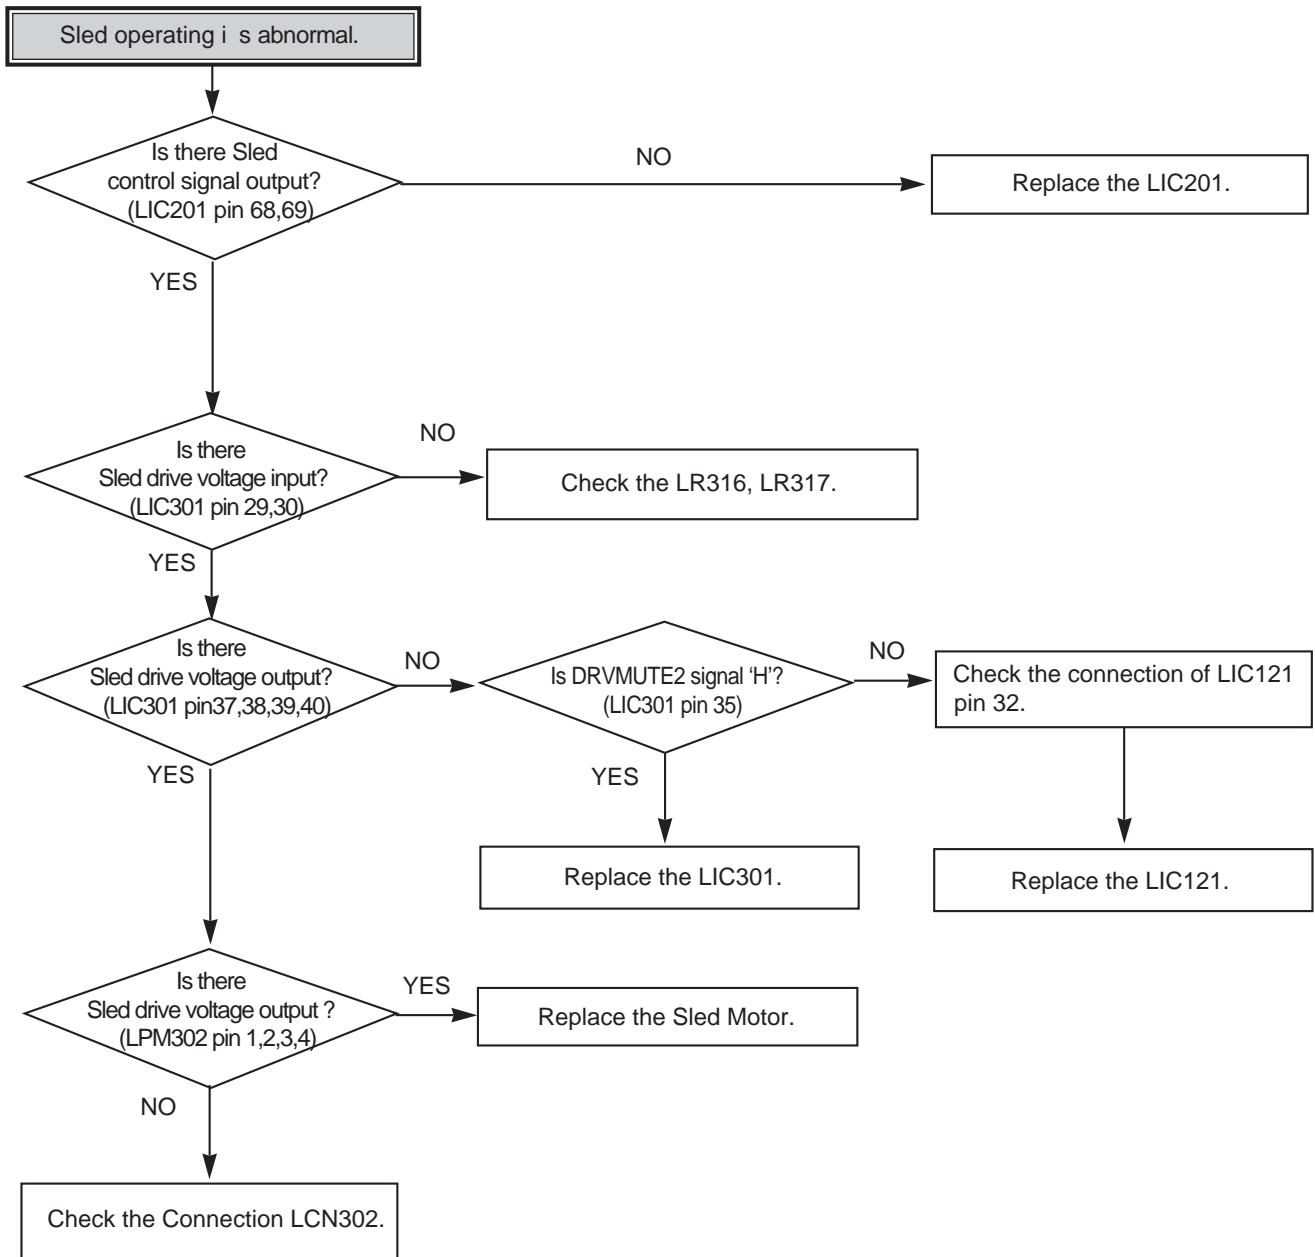 Sled operating i s abnormal.
Is there Sled
control signal output?
(LIC201 pin 68,69)
NO
Replace the LIC201.
YES
Is there
Sled drive voltage input?
(LIC301 pin 29,30)
NO
Check the LR316, LR317.
YES
Is there
Sled drive voltage output?
(LIC301 pin37,38,39,40)
NO
Is DRVMUTE2 signal ‘H’?
(LIC301 pin 35)
NO
Check the connection of LIC121
pin 32.
YES
YES
Replace the LIC301.
Replace the LIC121.
Is there
Sled drive voltage output ?
(LPM302 pin 1,2,3,4)
YES
Replace the Sled Motor.
NO
Check the Connection LCN302.